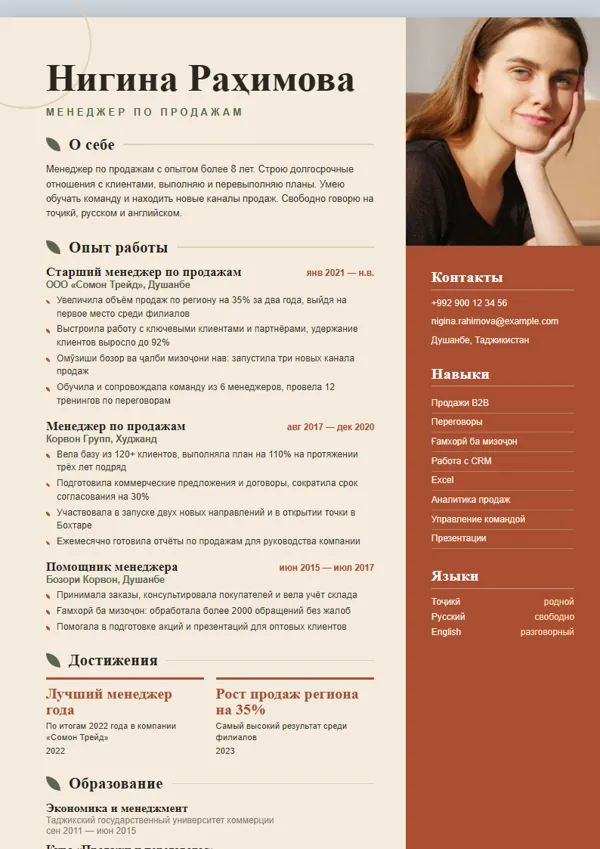 Нигина Раҳимова
МЕНЕДЖЕР ПО ПРОДАЖАМ
О себе
Менеджер по продажам с опытом более 8 лет. Строю долгосрочные
отношения с клиентами, выполняю и перевыполняю планы. Умею
обучать команду и находить новые каналы продаж. Свободно говорю на
тоҷикӣ, русском и английском.
Опыт работы
Старший менеджер по продажам янв 2021 — н.в.
ООО «Сомон Трейд», Душанбе
Увеличила объём продаж по региону на 35% за два года, выйдя на
первое место среди филиалов
Выстроила работу с ключевыми клиентами и партнёрами, удержание
клиентов выросло до 92%
Омӯзиши бозор ва ҷалби мизоҷони нав: запустила три новых канала
продаж
Обучила и сопровождала команду из 6 менеджеров, провела 12
тренингов по переговорам
Менеджер по продажам авг 2017 — дек 2020
Корвон Групп, Худжанд
Вела базу из 120+ клиентов, выполняла план на 110% на протяжении
трёх лет подряд
Подготовила коммерческие предложения и договоры, сократила срок
согласования на 30%
Участвовала в запуске двух новых направлений и в открытии точки в
Бохтаре
Ежемесячно готовила отчёты по продажам для руководства компании
Помощник менеджера июн 2015 — июл 2017
Бозори Корвон, Душанбе
Принимала заказы, консультировала покупателей и вела учёт склада
Ғамхорӣ ба мизоҷон: обработала более 2000 обращений без жалоб
Помогала в подготовке акций и презентаций для оптовых клиентов
Достижения
Лучший менеджер
года
По итогам 2022 года в компании
«Сомон Трейд»
2022
Рост продаж региона
на 35%
Самый высокий результат среди
филиалов
2023
Образование
Экономика и менеджмент
Таджикский государственный университет коммерции
сен 2011 — июн 2015
Контакты
+992 900 12 34 56
nigina.rahimova@example.com
Душанбе, Таджикистан
Навыки
Продажи B2B
Переговоры
Ғамхорӣ ба мизоҷон
Работа с CRM
Excel
Аналитика продаж
Управление командой
Презентации
Языки
Тоҷикӣ родной
Русский свободно
English разговорный